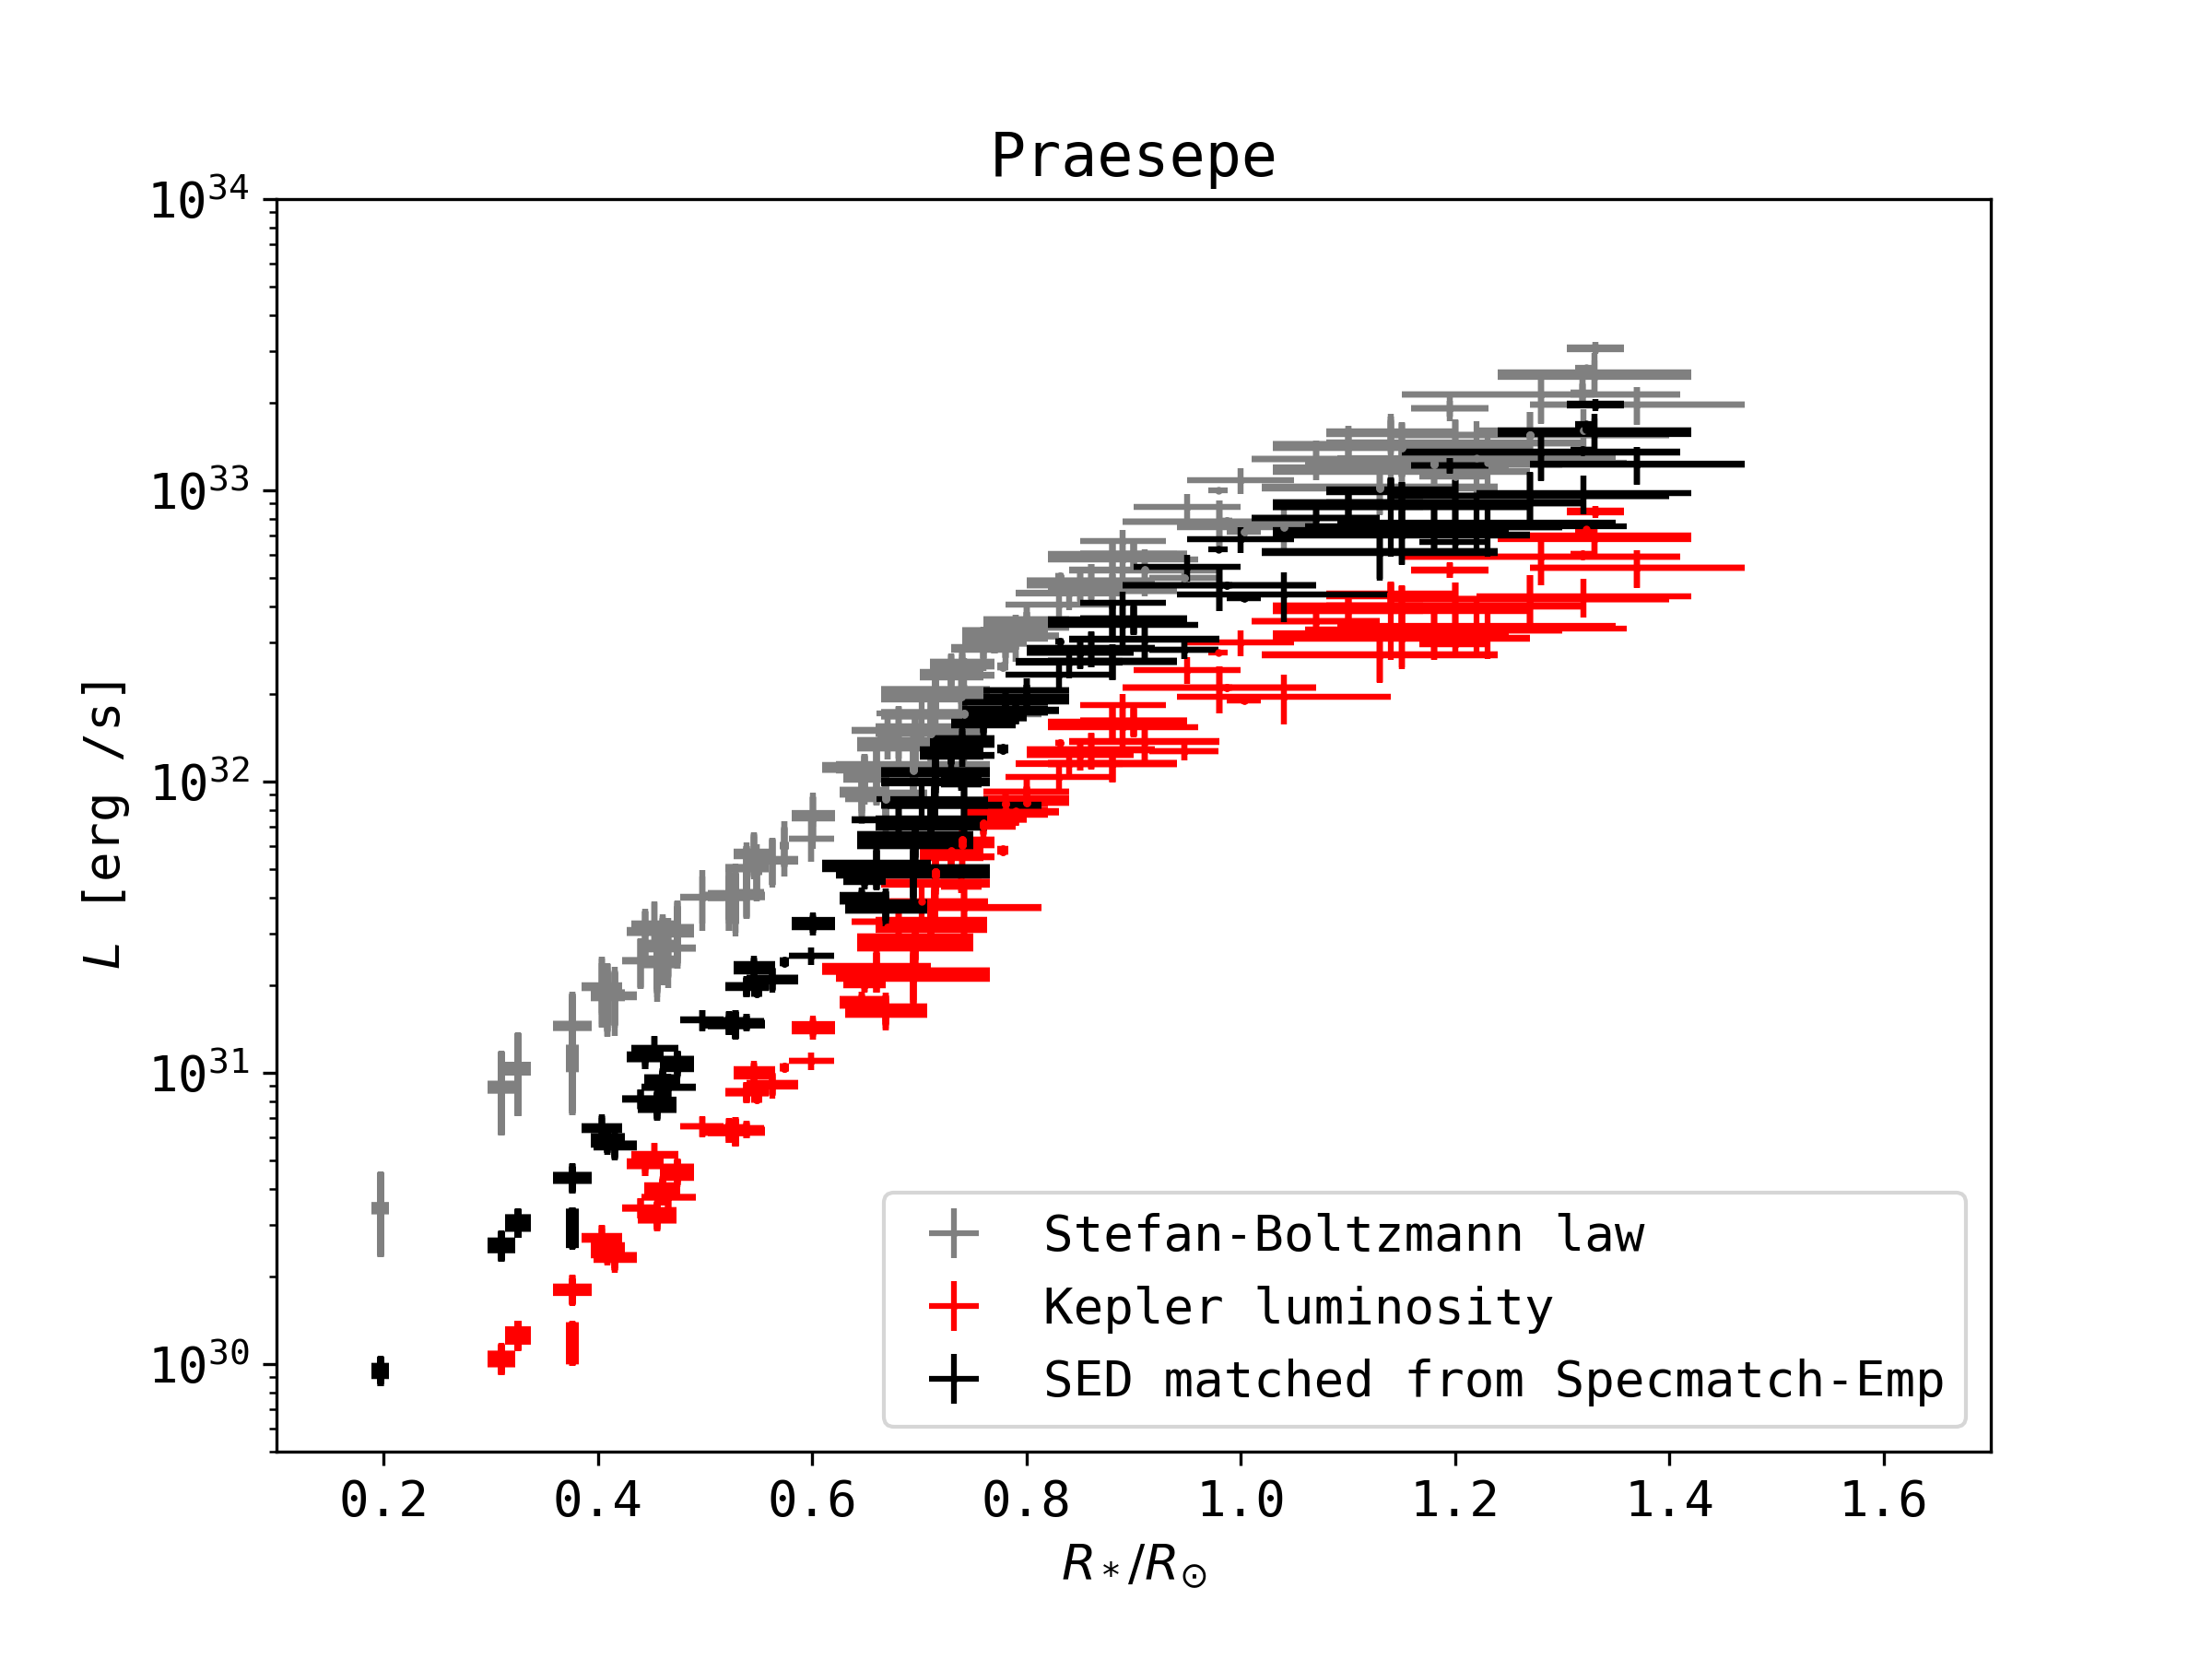 Praesepe
10^34
10^33
10^32
10^31
10^30
L [erg /s]
0.2 0.4 0.6 0.8 1.0 1.2 1.4 1.6
R_*/R_⊙
Stefan-Boltzmann law
Kepler luminosity
SED matched from Specmatch-Emp